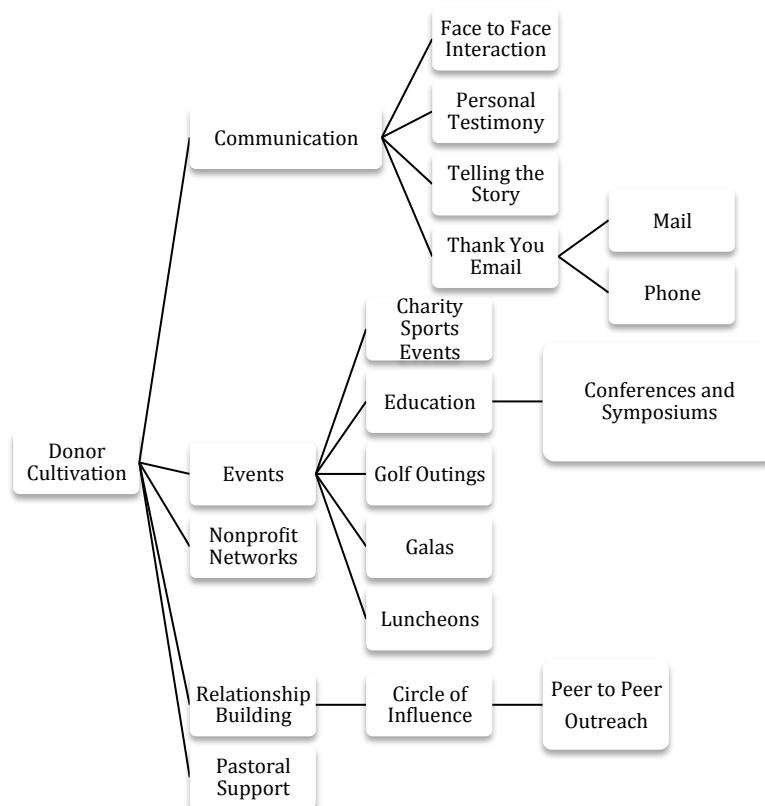 Face to Face
Interaction
Personal
Testimony
Communication
Telling the
Story
Thank You
Email
Mail
Phone
Charity
Sports
Events
Education
Conferences and
Symposiums
Donor
Cultivation
Events
Golf Outings
Nonprofit
Networks
Galas
Luncheons
Relationship
Building
Circle of
Influence
Peer to Peer
Outreach
Pastoral
Support